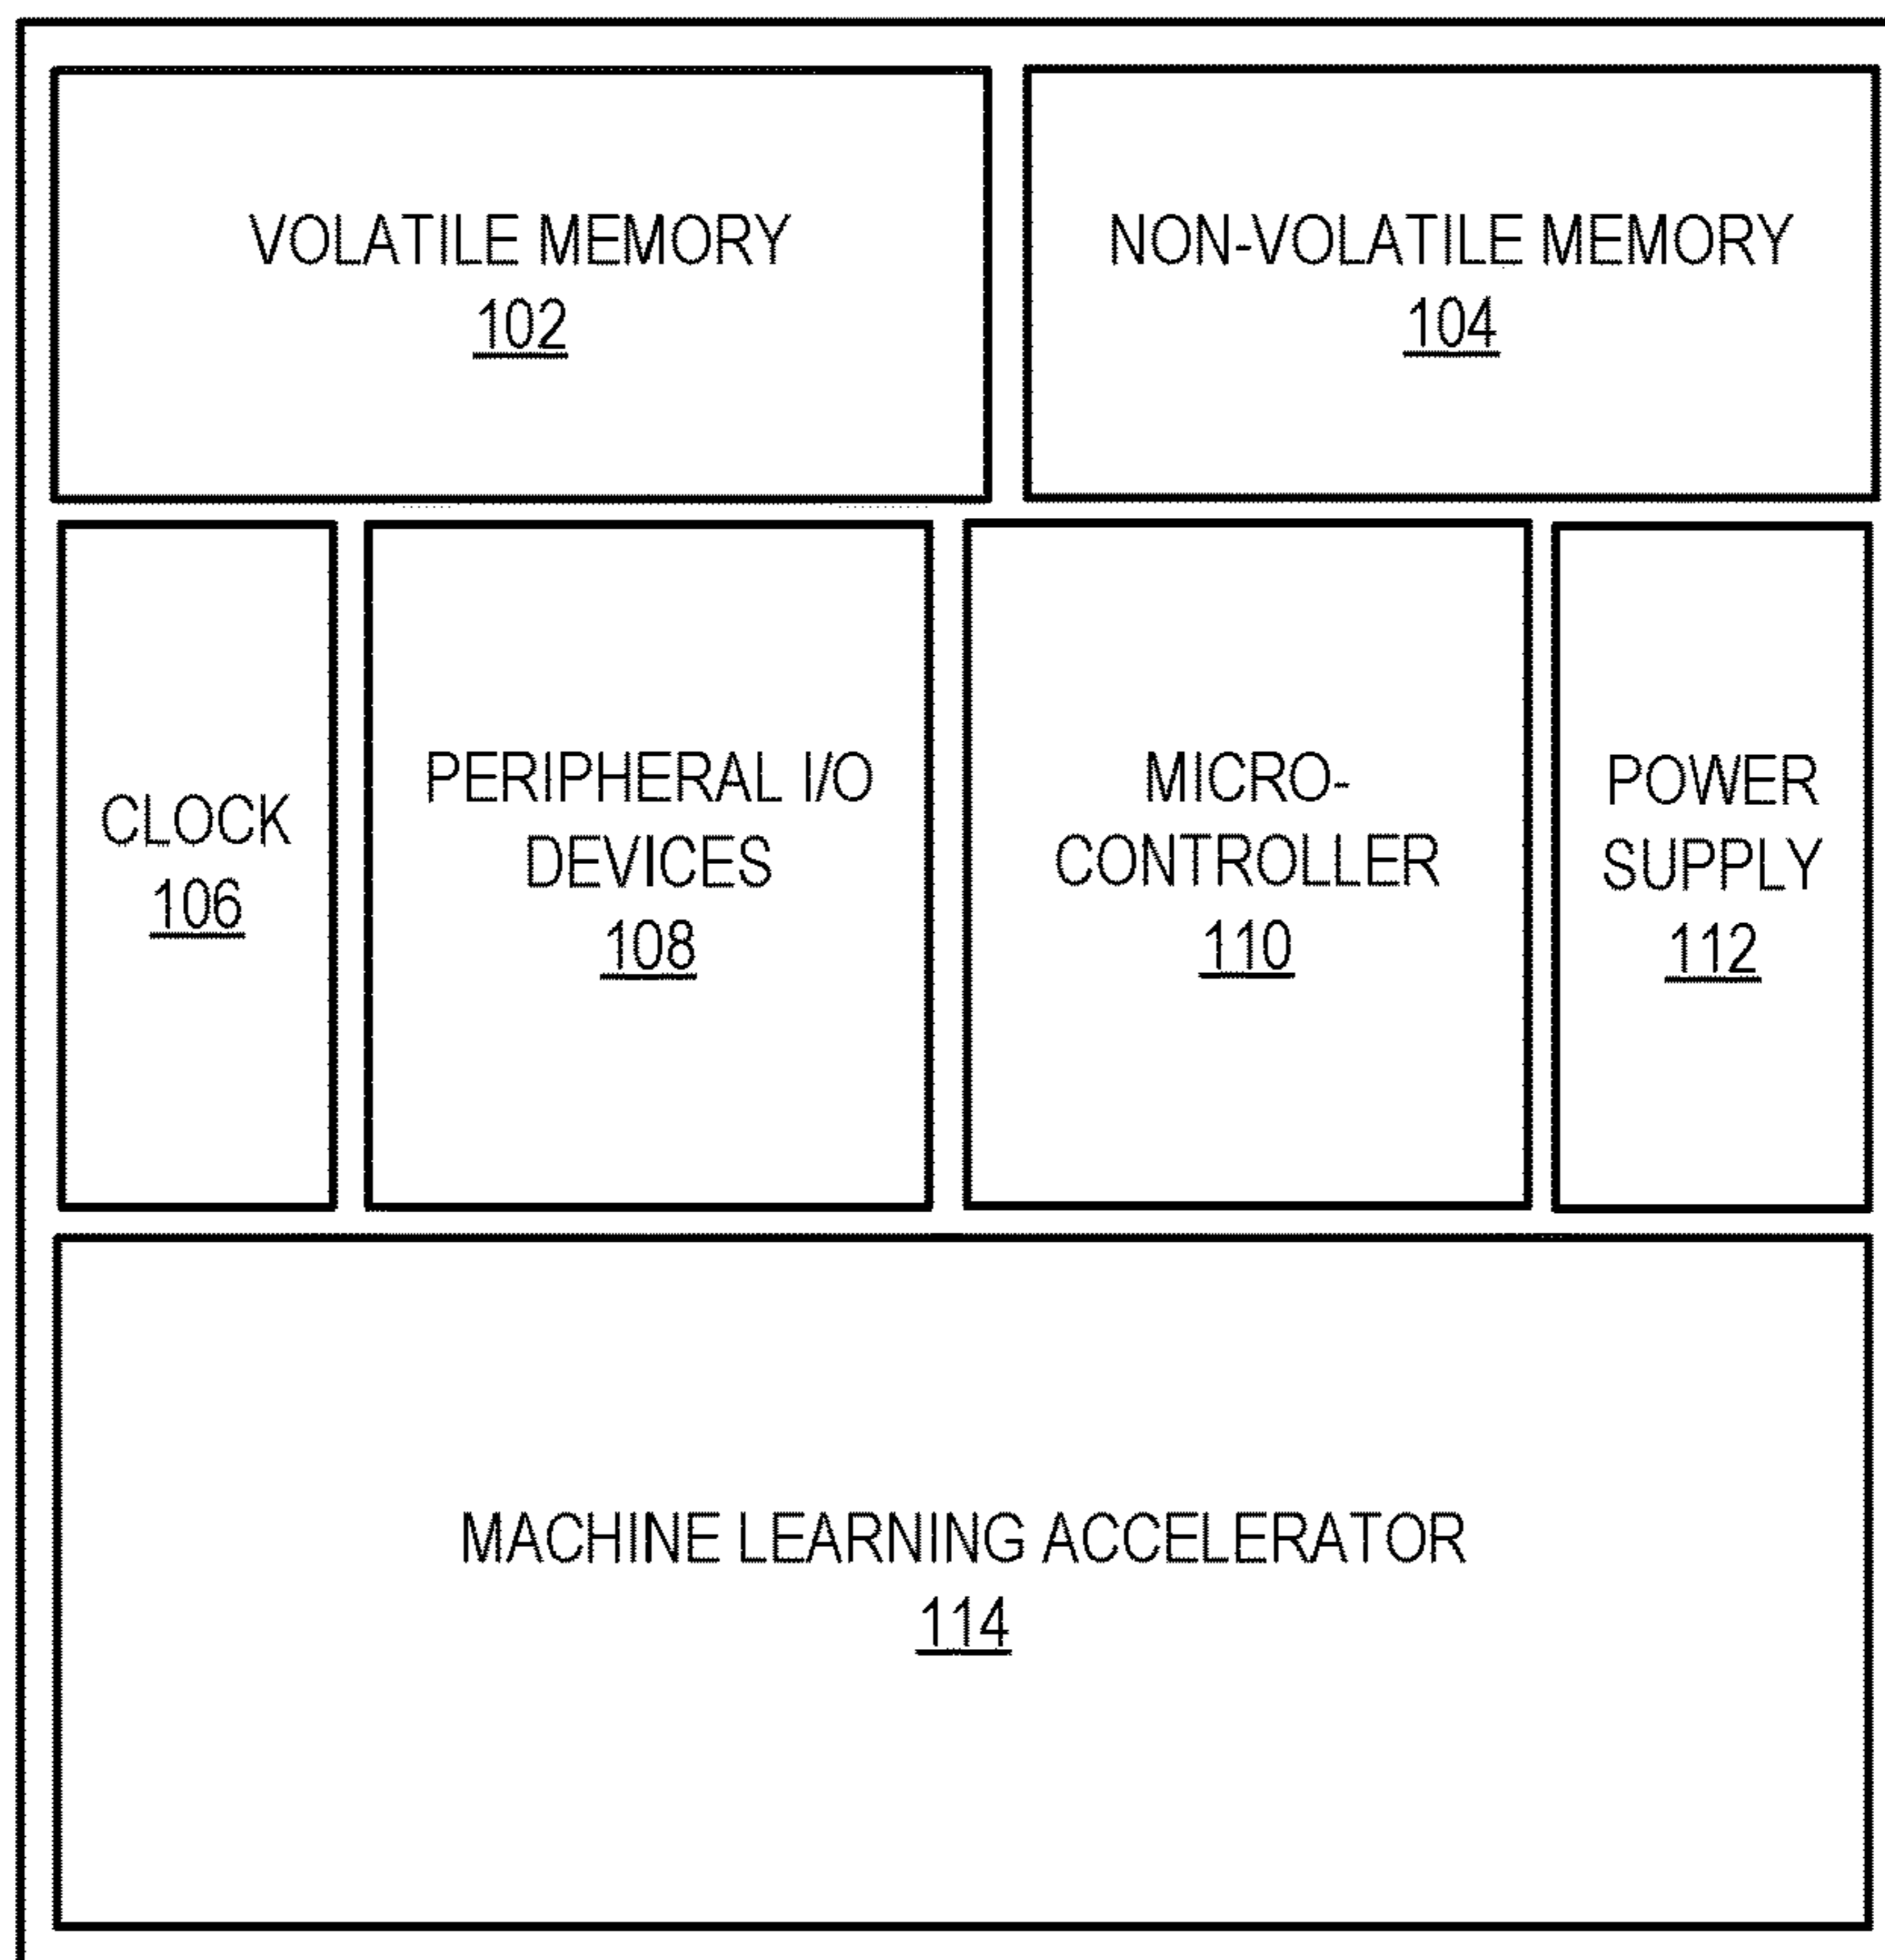 VOLATILE MEMORY
102
NON-VOLATILE MEMORY
104
CLOCK
106
PERIPHERAL I/O
DEVICES
108
MICRO-
CONTROLLER
110
POWER
SUPPLY
112
MACHINE LEARNING ACCELERATOR
114